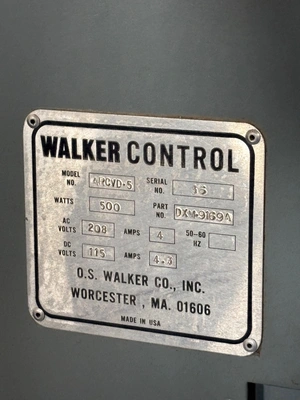 WALKER CONTROL
MODEL NO. ARCVD-5 SERIAL NO. 15
WATTS 500 PART NO. DXM-9169A
AC VOLTS 208 AMPS 4 50-60 HZ
DC VOLTS 115 AMPS 4.3
O.S. WALKER CO., INC.
WORCESTER, MA. 01606
MADE IN USA